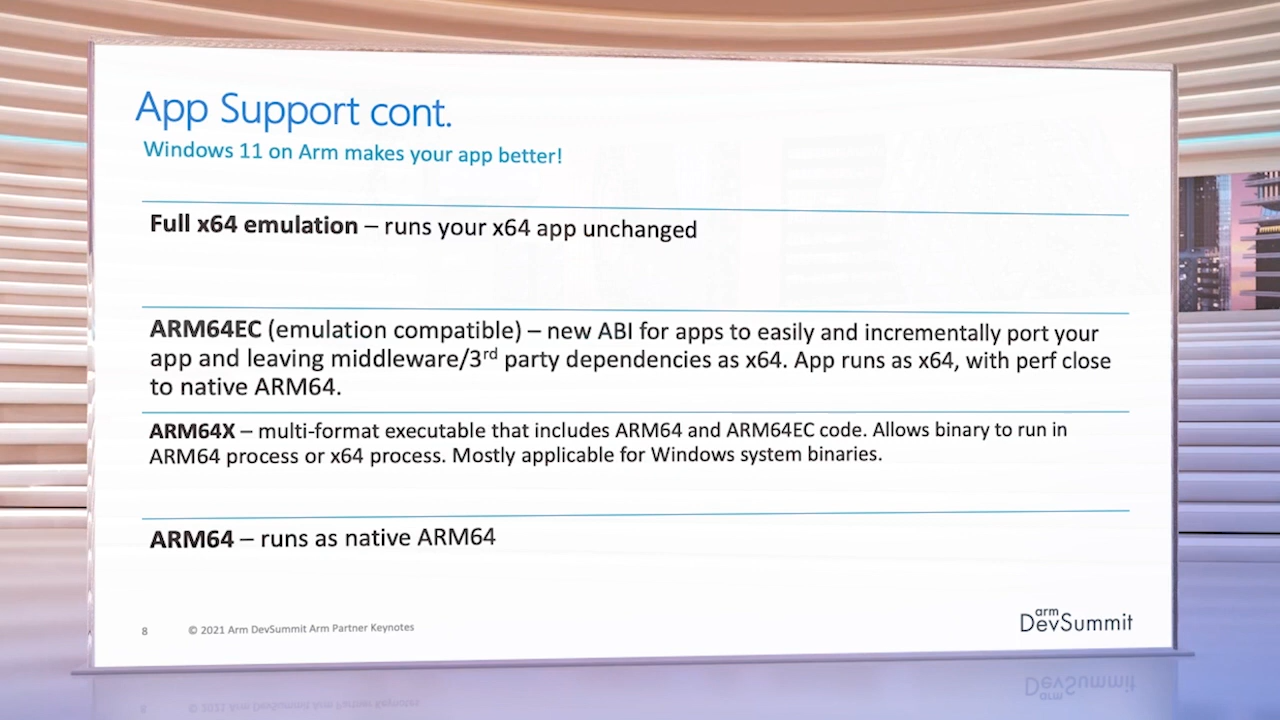 App Support cont.
Windows 11 on Arm makes your app better!
Full x64 emulation – runs your x64 app unchanged
ARM64EC (emulation compatible) – new ABI for apps to easily and incrementally port your
app and leaving middleware/3rd party dependencies as x64. App runs as x64, with perf close
to native ARM64.
ARM64X – multi-format executable that includes ARM64 and ARM64EC code. Allows binary to run in
ARM64 process or x64 process. Mostly applicable for Windows system binaries.
ARM64 – runs as native ARM64
8 © 2021 Arm DevSummit Arm Partner Keynotes
arm
DevSummit